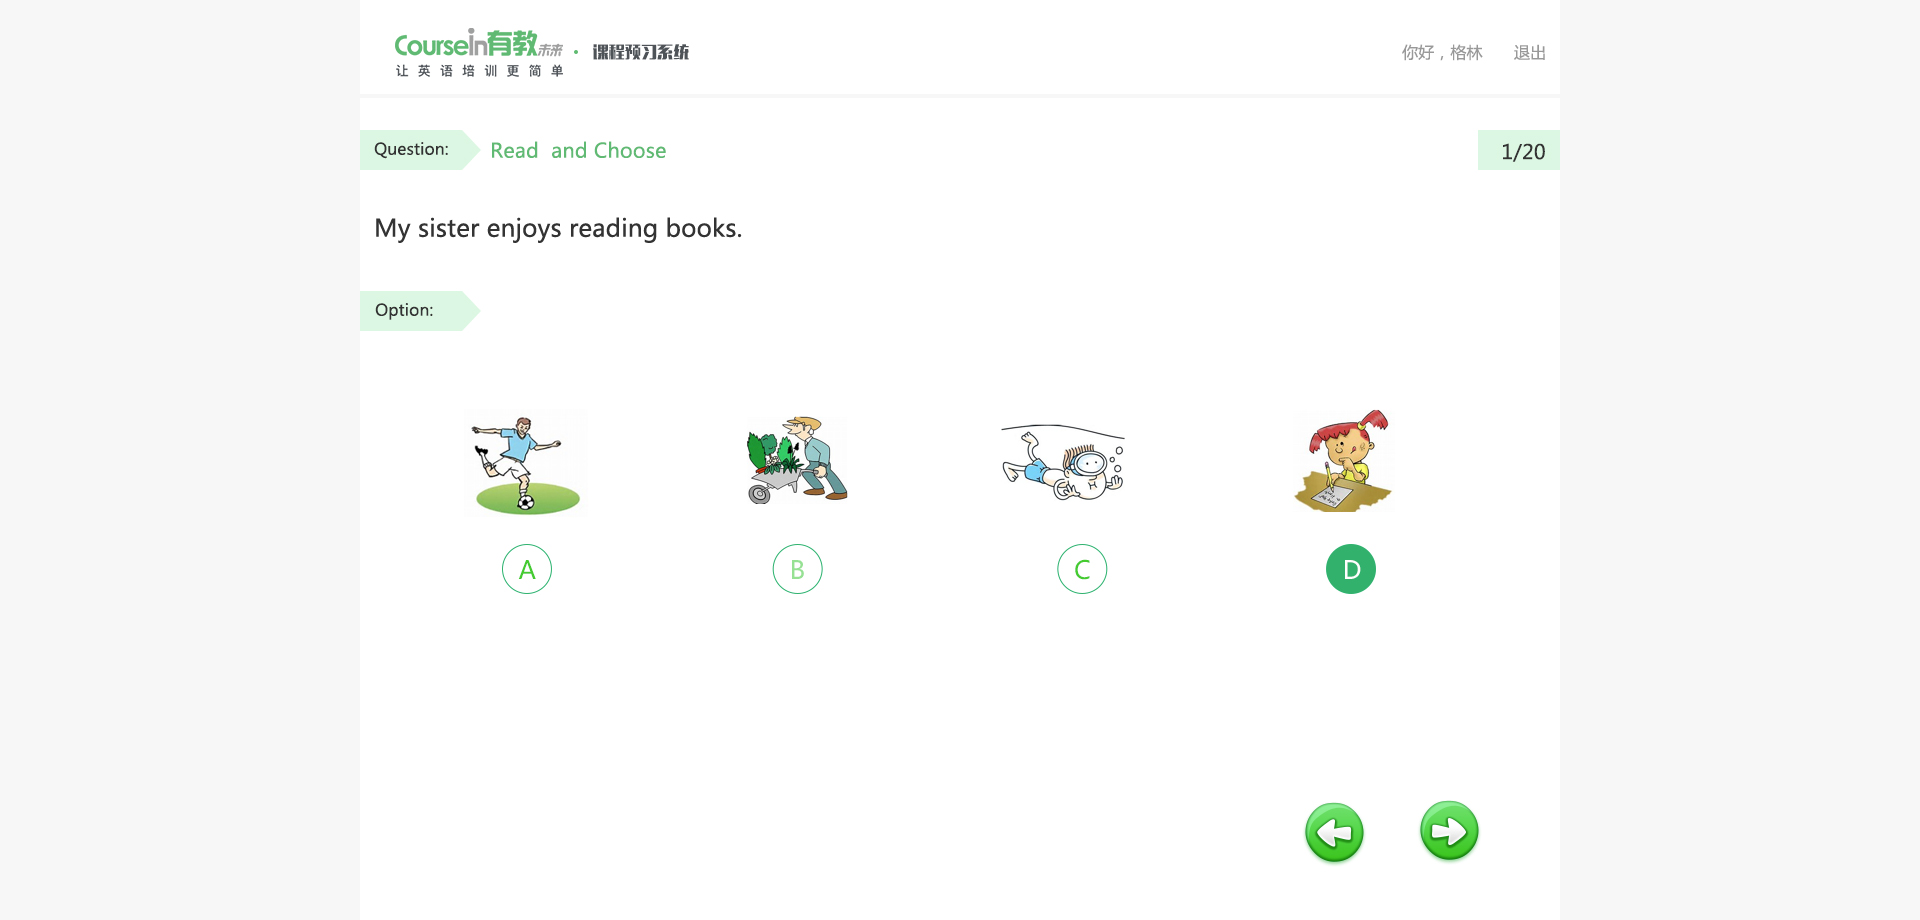 Coursein有教未来 · 课程预习系统
让英语培训更简单
你好，格林 退出
Question: Read and Choose
1/20
My sister enjoys reading books.
Option:
A B C D